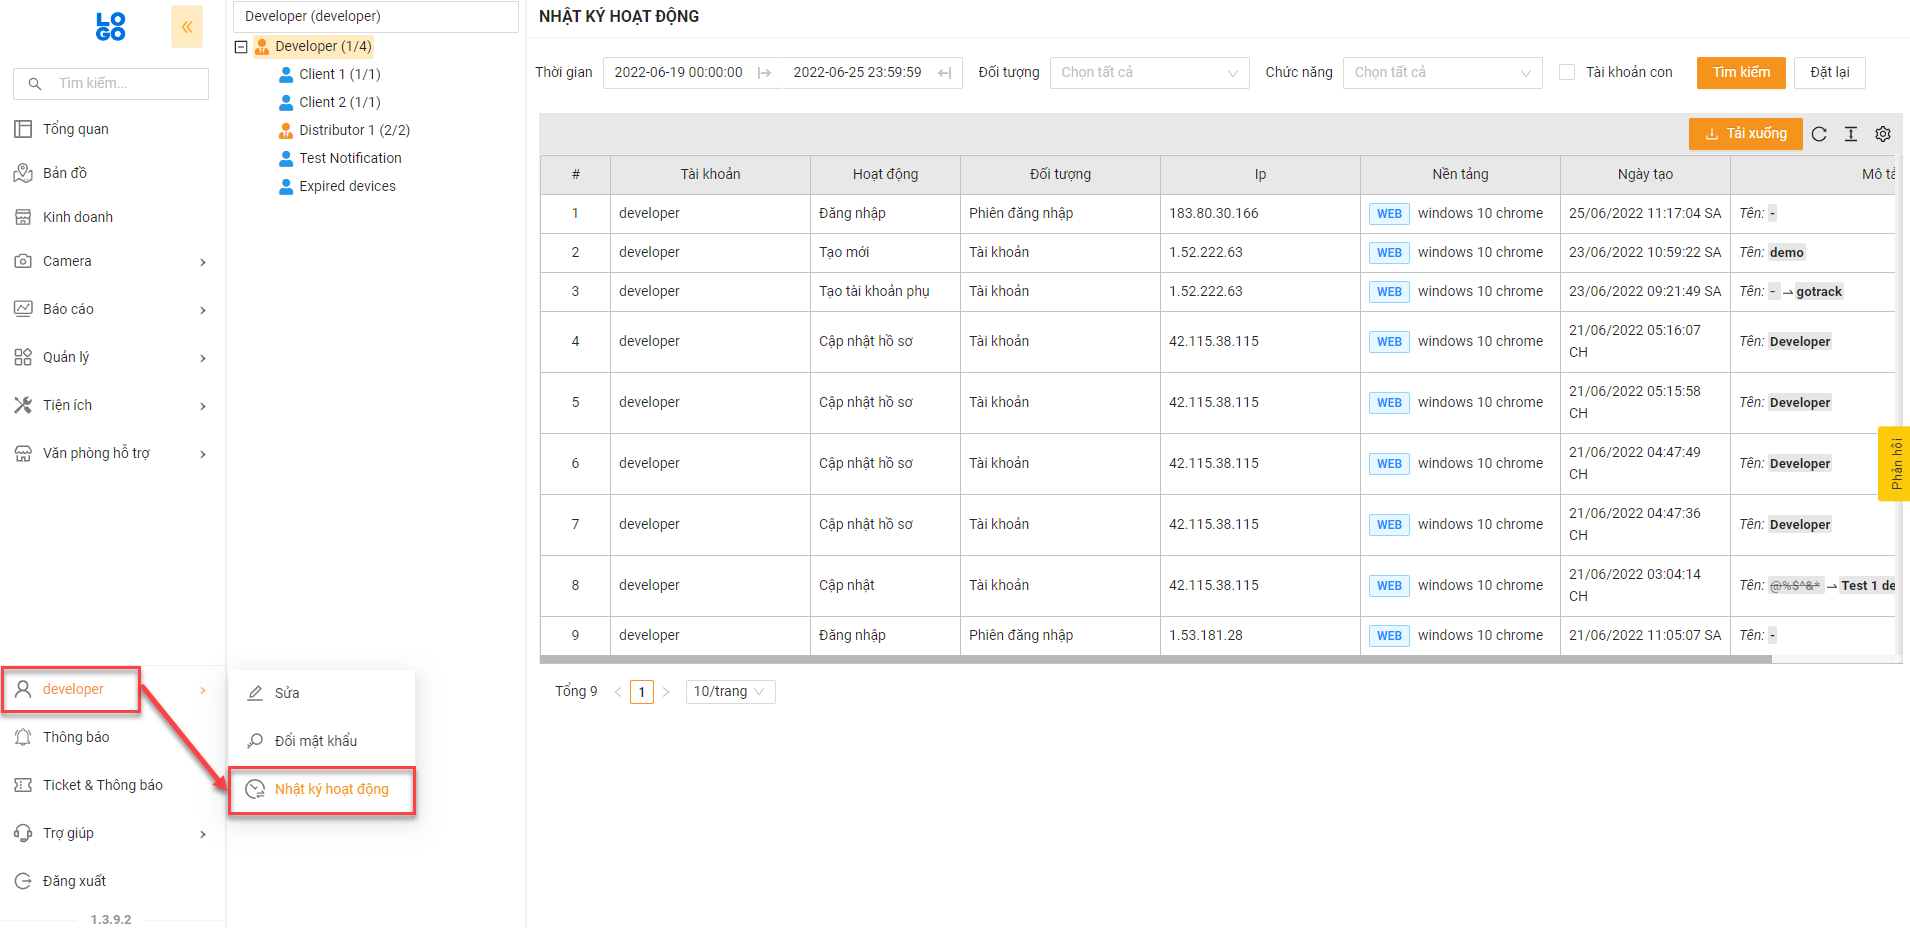 LO
GO
«
Tìm kiếm...
Tổng quan
Bản đồ
Kinh doanh
Camera
Báo cáo
Quản lý
Tiện ích
Văn phòng hỗ trợ
developer
Thông báo
Ticket & Thông báo
Trợ giúp
Đăng xuất
1.3.9.2
Sửa
Đổi mật khẩu
Nhật ký hoạt động
Developer (developer)
Developer (1/4)
Client 1 (1/1)
Client 2 (1/1)
Distributor 1 (2/2)
Test Notification
Expired devices
NHẬT KÝ HOẠT ĐỘNG
Thời gian 2022-06-19 00:00:00 2022-06-25 23:59:59 Đối tượng Chọn tất cả Chức năng Chọn tất cả Tài khoản con Tìm kiếm Đặt lại
Tải xuống
# Tài khoản Hoạt động Đối tượng Ip Nền tảng Ngày tạo Mô tả
1 developer Đăng nhập Phiên đăng nhập 183.80.30.166 WEB windows 10 chrome 25/06/2022 11:17:04 SA Tên: -
2 developer Tạo mới Tài khoản 1.52.222.63 WEB windows 10 chrome 23/06/2022 10:59:22 SA Tên: demo
3 developer Tạo tài khoản phụ Tài khoản 1.52.222.63 WEB windows 10 chrome 23/06/2022 09:21:49 SA Tên: - → gotrack
4 developer Cập nhật hồ sơ Tài khoản 42.115.38.115 WEB windows 10 chrome 21/06/2022 05:16:07 CH Tên: Developer
5 developer Cập nhật hồ sơ Tài khoản 42.115.38.115 WEB windows 10 chrome 21/06/2022 05:15:58 CH Tên: Developer
6 developer Cập nhật hồ sơ Tài khoản 42.115.38.115 WEB windows 10 chrome 21/06/2022 04:47:49 CH Tên: Developer
7 developer Cập nhật hồ sơ Tài khoản 42.115.38.115 WEB windows 10 chrome 21/06/2022 04:47:36 CH Tên: Developer
8 developer Cập nhật Tài khoản 42.115.38.115 WEB windows 10 chrome 21/06/2022 03:04:14 CH Tên: @%$^&* → Test 1 de
9 developer Đăng nhập Phiên đăng nhập 1.53.181.28 WEB windows 10 chrome 21/06/2022 11:05:07 SA Tên: -
Tổng 9 < 1 > 10/trang
Phản hồi